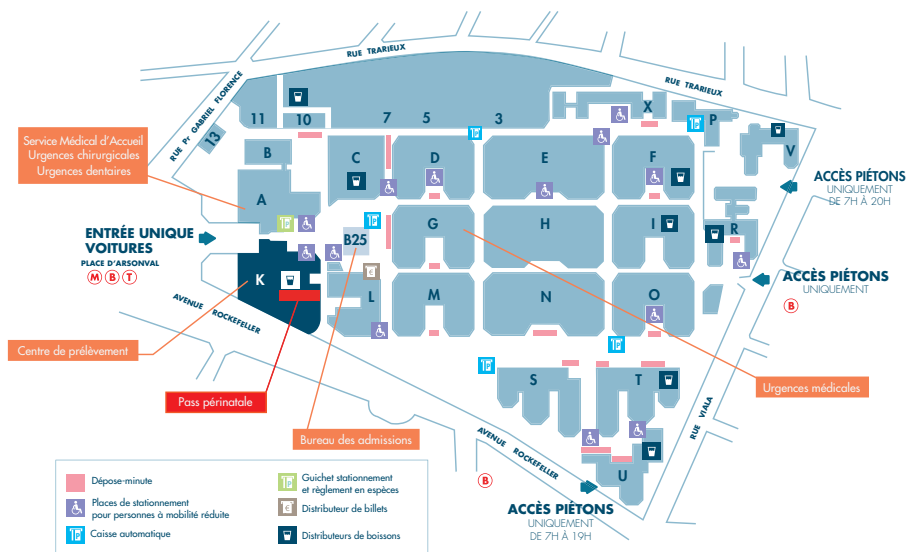 RUE TRARIEUX
RUE TRARIEUX
RUE Pr GABRIEL FLORENCE
11
10
7
5
3
X
P
13
V
B
C
D
E
F
A
Service Médical d'Accueil
Urgences chirurgicales
Urgences dentaires
ACCÈS PIÉTONS
UNIQUEMENT
DE 7H À 20H
ENTRÉE UNIQUE
VOITURES
PLACE D'ARSONVAL
M B T
B25
G
H
I
R
K
L
M
N
O
ACCÈS PIÉTONS
UNIQUEMENT
B
AVENUE ROCKEFELLER
Centre de prélèvement
Pass périnatale
Bureau des admissions
Urgences médicales
S
T
U
RUE VIALA
AVENUE ROCKEFELLER
B
ACCÈS PIÉTONS
UNIQUEMENT
DE 7H À 19H
Dépose-minute
Places de stationnement
pour personnes à mobilité réduite
Caisse automatique
Guichet stationnement
et règlement en espèces
Distributeur de billets
Distributeurs de boissons